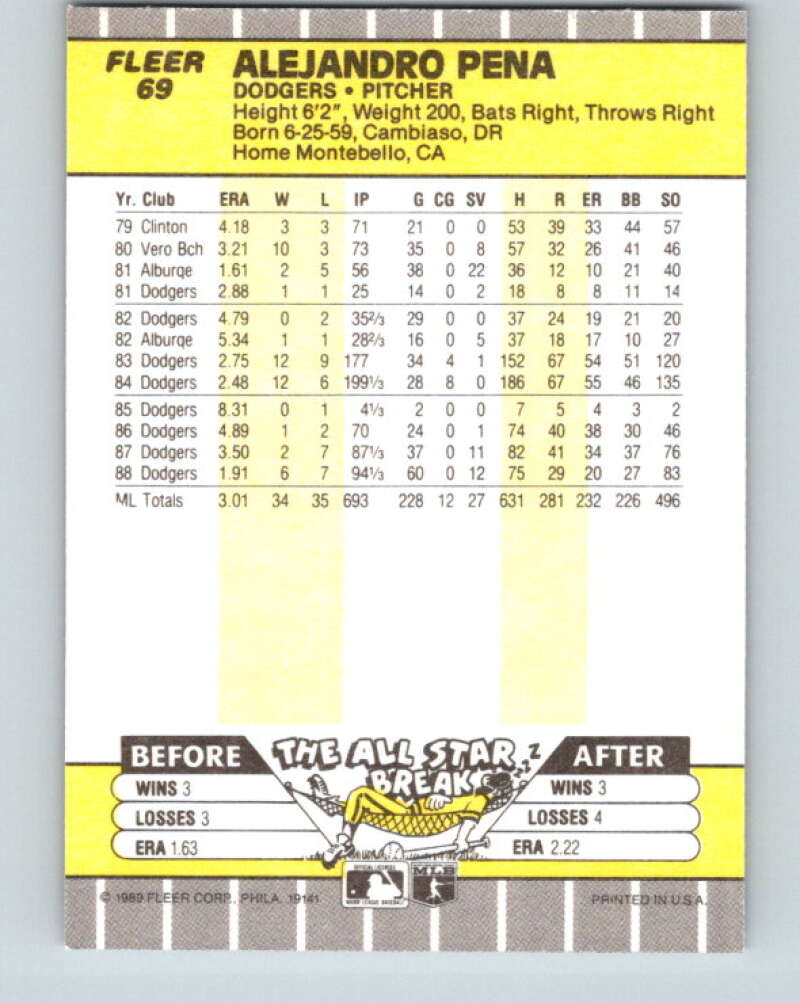 FLEER
69
ALEJANDRO PENA
DODGERS • PITCHER
Height 6'2", Weight 200, Bats Right, Throws Right
Born 6-25-59, Cambiaso, DR
Home Montebello, CA
Yr. Club ERA W L IP G CG SV H R ER BB SO
79 Clinton 4.18 3 3 71 21 0 0 53 39 33 44 57
80 Vero Bch 3.21 10 3 73 35 0 8 57 32 26 41 46
81 Alburqe 1.61 2 5 56 38 0 22 36 12 10 21 40
81 Dodgers 2.88 1 1 25 14 0 2 18 8 8 11 14
82 Dodgers 4.79 0 2 35⅔ 29 0 0 37 24 19 21 20
82 Alburqe 5.34 1 1 28⅔ 16 0 5 37 18 17 10 27
83 Dodgers 2.75 12 9 177 34 4 1 152 67 54 51 120
84 Dodgers 2.48 12 6 199⅓ 28 8 0 186 67 55 46 135
85 Dodgers 8.31 0 1 4⅓ 2 0 0 7 5 4 3 2
86 Dodgers 4.89 1 2 70 24 0 1 74 40 38 30 46
87 Dodgers 3.50 2 7 87⅓ 37 0 11 82 41 34 37 76
88 Dodgers 1.91 6 7 94⅓ 60 0 12 75 29 20 27 83
ML Totals 3.01 34 35 693 228 12 27 631 281 232 226 496
BEFORE THE ALL STAR BREAK ZZZ AFTER
WINS 3 WINS 3
LOSSES 3 LOSSES 4
ERA 1.63 ERA 2.22
MLB
© 1989 FLEER CORP., PHILA. 19141 PRINTED IN U.S.A.